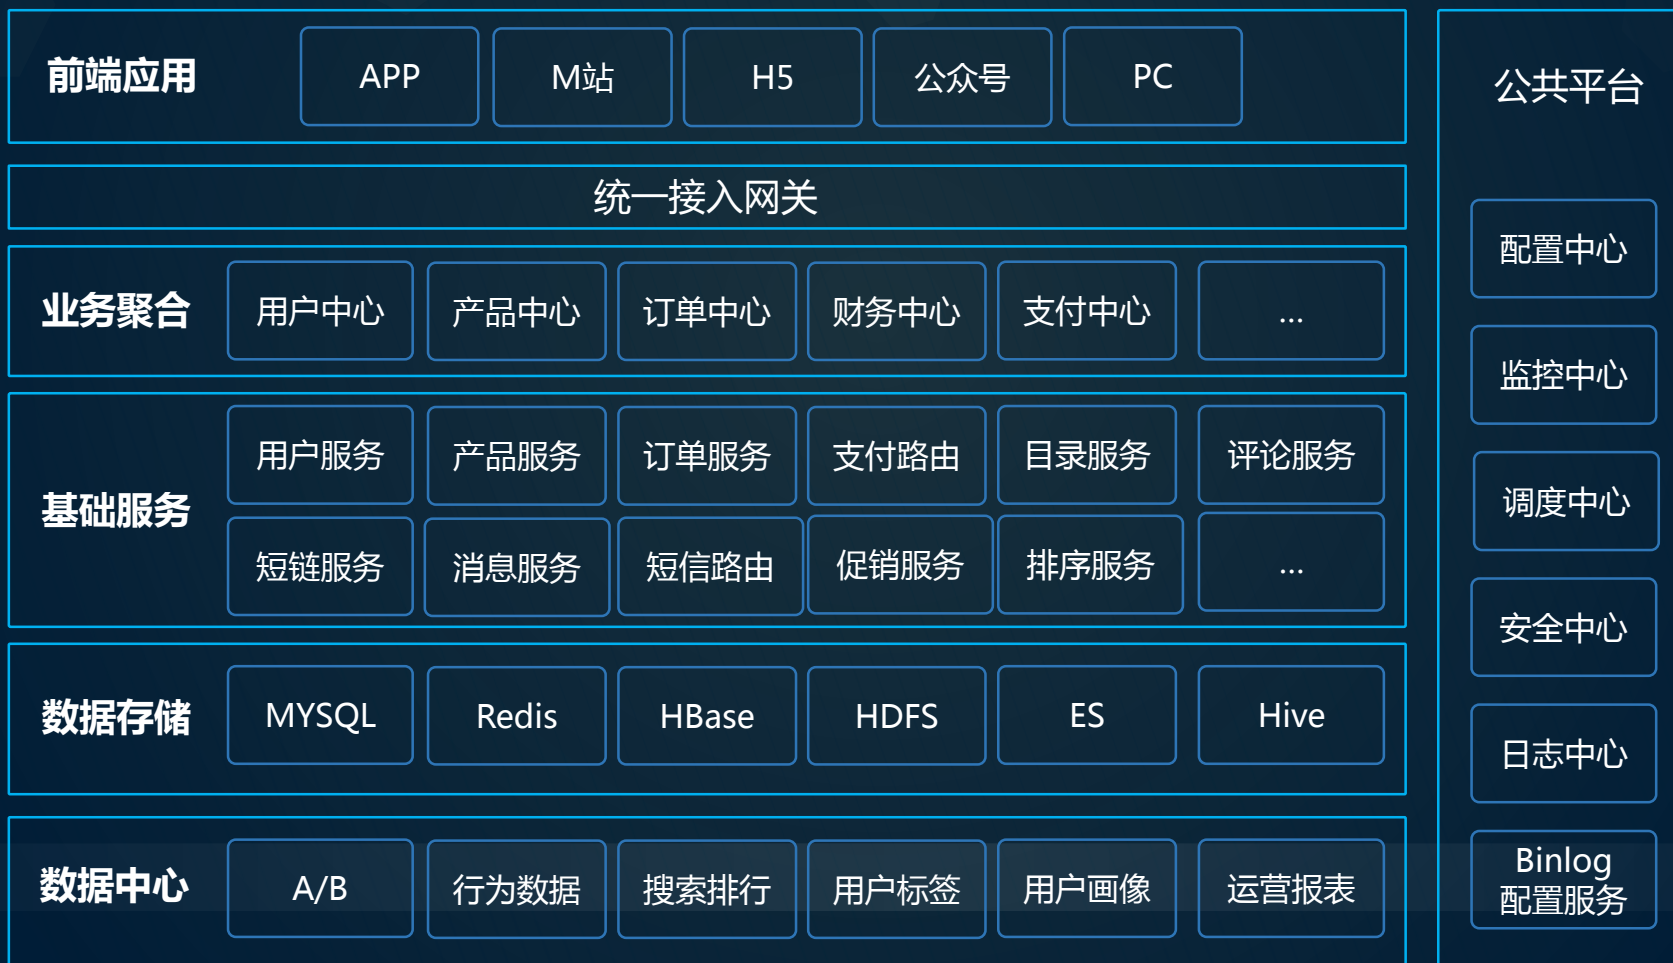 前端应用
APP
M站
H5
公众号
PC
统一接入网关
业务聚合
用户中心
产品中心
订单中心
财务中心
支付中心
...
基础服务
用户服务
产品服务
订单服务
支付路由
目录服务
评论服务
短链服务
消息服务
短信路由
促销服务
排序服务
...
数据存储
MYSQL
Redis
HBase
HDFS
ES
Hive
数据中心
A/B
行为数据
搜索排行
用户标签
用户画像
运营报表
公共平台
配置中心
监控中心
调度中心
安全中心
日志中心
Binlog
配置服务